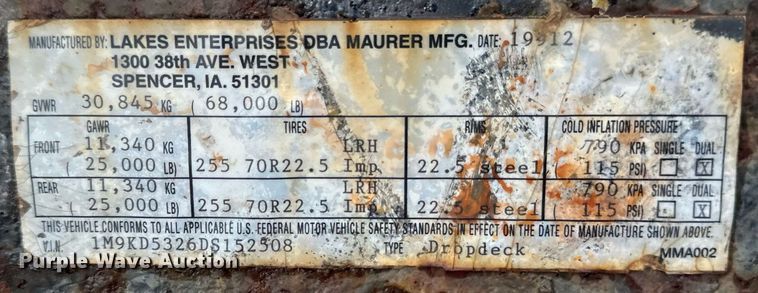 MANUFACTURED BY: LAKES ENTERPRISES DBA MAURER MFG. DATE: 19912
1300 38th AVE. WEST
SPENCER, IA. 51301
GVWR 30,845 KG ( 68,000 LB)
GAWR TIRES RIMS COLD INFLATION PRESSURE
FRONT 11,340 KG LRH 790 KPA SINGLE DUAL
( 25,000 LB) 255 70R22.5 Imp 22.5 steel ( 115 PSI) X
REAR 11,340 KG LRH 790 KPA SINGLE DUAL
( 25,000 LB) 255 70R22.5 Imp 22.5 steel ( 115 PSI) X
THIS VEHICLE CONFORMS TO ALL APPLICABLE U.S. FEDERAL MOTOR VEHICLE SAFETY STANDARDS IN EFFECT ON THE DATE OF MANUFACTURE SHOWN ABOVE.
V.I.N. 1M9KD5326DS152508 TYPE Dropdeck MMA002
Purple Wave Auction